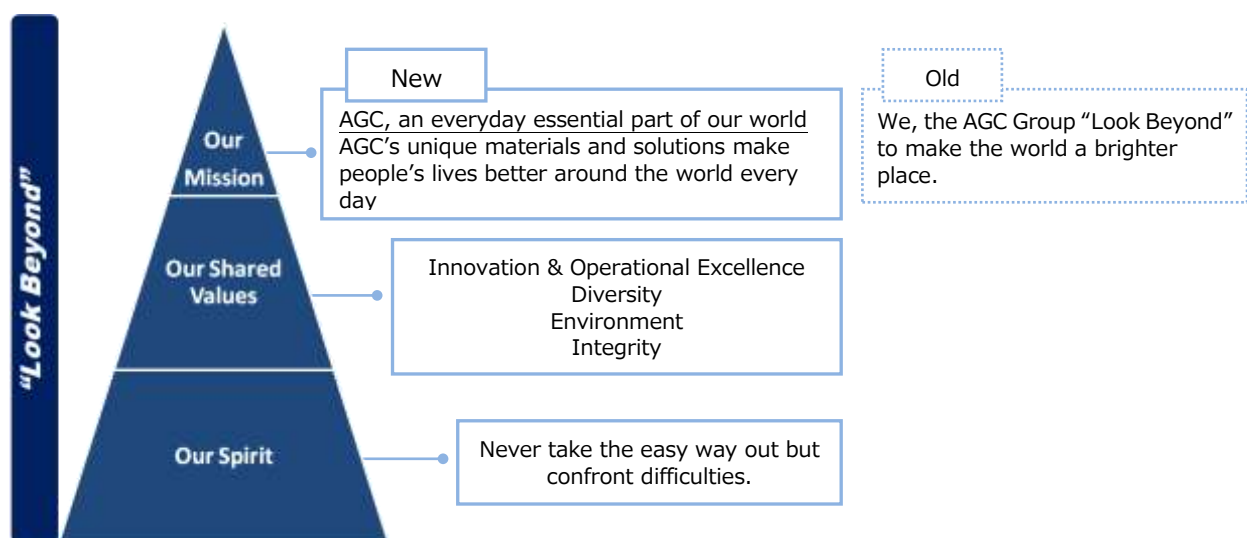 “Look Beyond”
Our
Mission
New
AGC, an everyday essential part of our world
AGC’s unique materials and solutions make
people’s lives better around the world every
day
Old
We, the AGC Group “Look Beyond”
to make the world a brighter
place.
Our Shared
Values
Innovation & Operational Excellence
Diversity
Environment
Integrity
Our Spirit
Never take the easy way out but
confront difficulties.